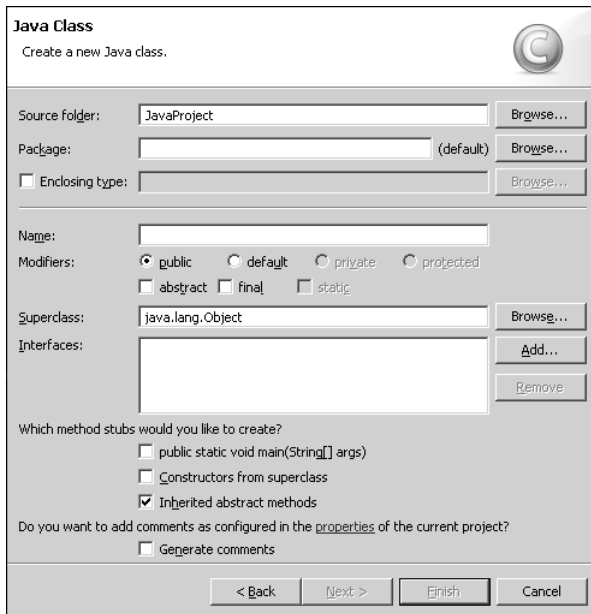 Java Class
Create a new Java class.
C
Source folder: JavaProject Browse...
Package: (default) Browse...
Enclosing type: Browse...
Name:
Modifiers: public default private protected
abstract final static
Superclass: java.lang.Object Browse...
Interfaces: Add...
Remove
Which method stubs would you like to create?
public static void main(String[] args)
Constructors from superclass
Inherited abstract methods
Do you want to add comments as configured in the properties of the current project?
Generate comments
< Back Next > Finish Cancel